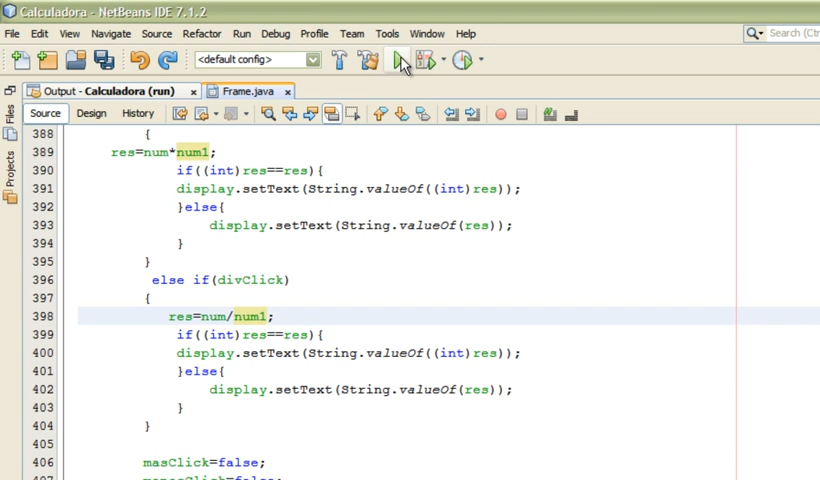 Calculadora - NetBeans IDE 7.1.2
File Edit View Navigate Source Refactor Run Debug Profile Team Tools Window Help
<default config>
Search (Ctr
Output - Calculadora (run) x Frame.java x
Source Design History
Files
Projects
388 {
389 res=num*num1;
390 if((int)res==res){
391 display.setText(String.valueOf((int)res));
392 }else{
393 display.setText(String.valueOf(res));
394 }
395 }
396 else if(divClick)
397 {
398 res=num/num1;
399 if((int)res==res){
400 display.setText(String.valueOf((int)res));
401 }else{
402 display.setText(String.valueOf(res));
403 }
404 }
405
406 masClick=false;